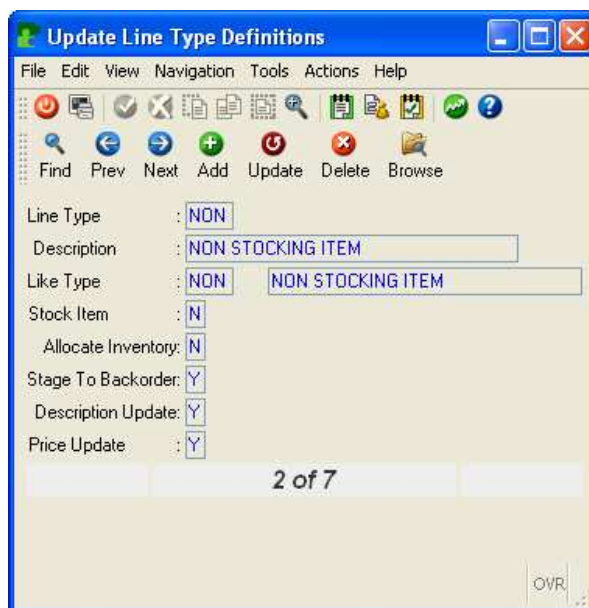 Update Line Type Definitions
File Edit View Navigation Tools Actions Help
Find Prev Next Add Update Delete Browse
Line Type : NON
Description : NON STOCKING ITEM
Like Type : NON NON STOCKING ITEM
Stock Item : N
Allocate Inventory: N
Stage To Backorder: Y
Description Update: Y
Price Update : Y
2 of 7
OVR